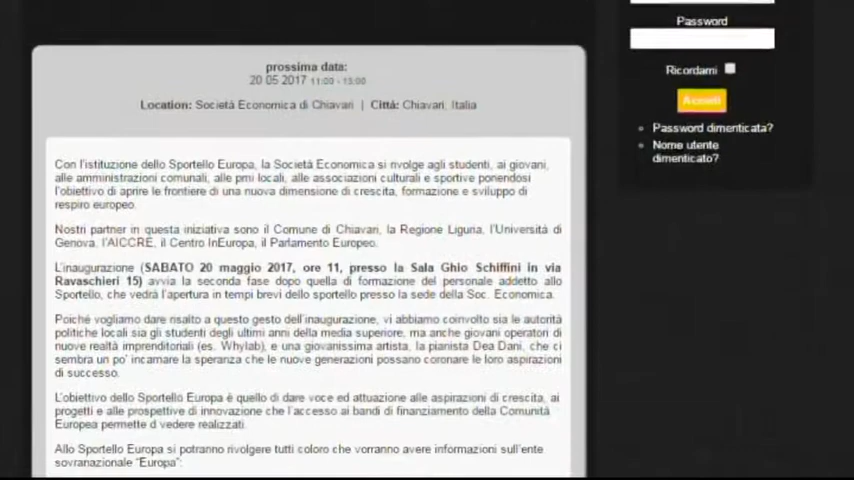 Password
Ricordami
Accedi
Password dimenticata?
Nome utente
dimenticato?
prossima data:
20 05 2017 11:00 - 13:00
Location: Società Economica di Chiavari | Città: Chiavari, Italia
Con l'istituzione dello Sportello Europa, la Società Economica si rivolge agli studenti, ai giovani,
alle amministrazioni comunali, alle pmi locali, alle associazioni culturali e sportive ponendosi
l'obiettivo di aprire le frontiere di una nuova dimensione di crescita, formazione e sviluppo di
respiro europeo.
Nostri partner in questa iniziativa sono il Comune di Chiavari, la Regione Liguria, l'Università di
Genova, l'AICCRE, il Centro InEuropa, il Parlamento Europeo.
L'inaugurazione (SABATO 20 maggio 2017, ore 11, presso la Sala Ghio Schiffini in via
Ravaschieri 15) avvia la seconda fase dopo quella di formazione del personale addetto allo
Sportello, che vedrà l'apertura in tempi brevi dello sportello presso la sede della Soc. Economica.
Poiché vogliamo dare risalto a questo gesto dell'inaugurazione, vi abbiamo coinvolto sia le autorità
politiche locali sia gli studenti degli ultimi anni della media superiore, ma anche giovani operatori di
nuove realtà imprenditoriali (es. Whylab), e una giovanissima artista, la pianista Dea Dani, che ci
sembra un po' incarnare la speranza che le nuove generazioni possano coronare le loro aspirazioni
di successo.
L'obiettivo dello Sportello Europa è quello di dare voce ed attuazione alle aspirazioni di crescita, ai
progetti e alle prospettive di innovazione che l'accesso ai bandi di finanziamento della Comunità
Europea permette d vedere realizzati.
Allo Sportello Europa si potranno rivolgere tutti coloro che vorranno avere informazioni sull'ente
sovranazionale "Europa":